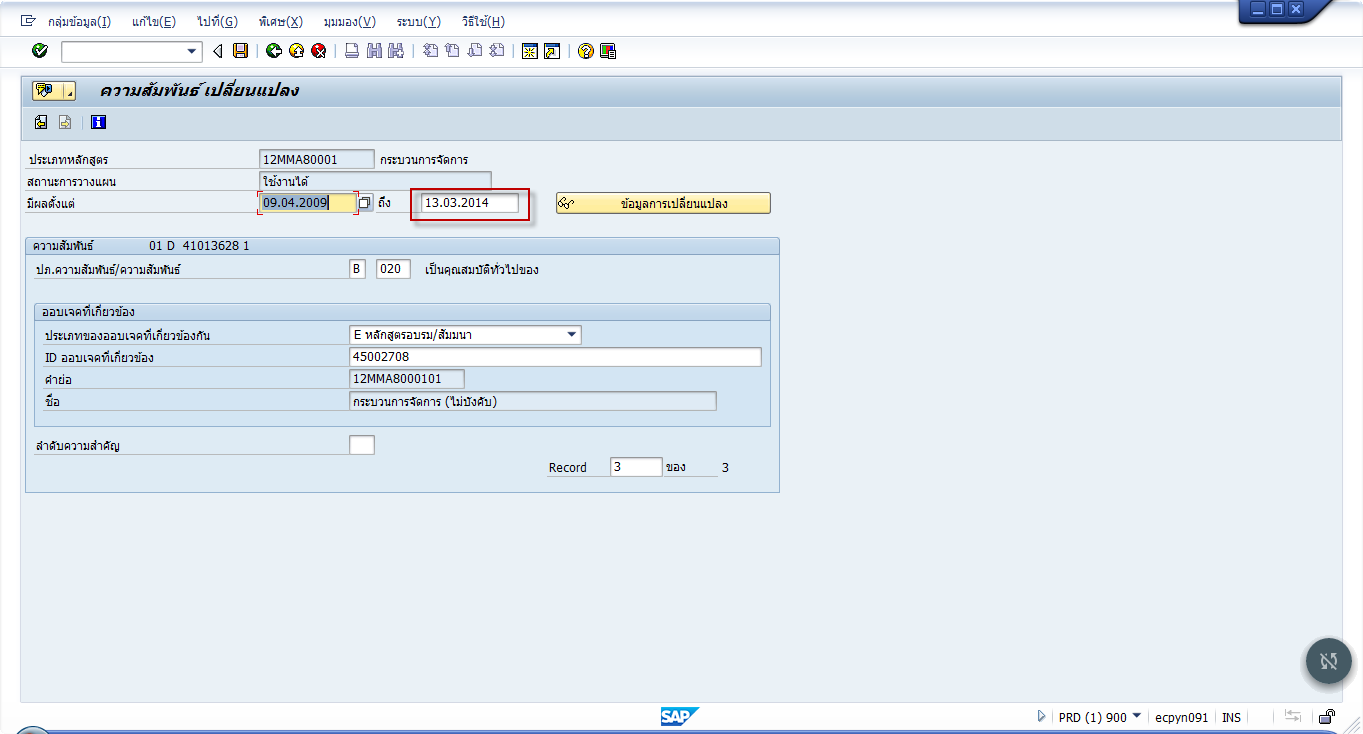 กลุ่มข้อมูล(I) แก้ไข(E) ไปที่(G) พิเศษ(X) มุมมอง(V) ระบบ(Y) วิธีใช้(H)
ความสัมพันธ์ เปลี่ยนแปลง
ประเภทหลักสูตร 12MMA80001 กระบวนการจัดการ
สถานะการวางแผน ใช้งานได้
มีผลตั้งแต่ 09.04.2009 ถึง 13.03.2014 ข้อมูลการเปลี่ยนแปลง
ความสัมพันธ์ 01 D 41013628 1
ปภ.ความสัมพันธ์/ความสัมพันธ์ B 020 เป็นคุณสมบัติทั่วไปของ
ออบเจคที่เกี่ยวข้อง
ประเภทของออบเจคที่เกี่ยวข้องกัน E หลักสูตรอบรม/สัมมนา
ID ออบเจคที่เกี่ยวข้อง 45002708
คำย่อ 12MMA8000101
ชื่อ กระบวนการจัดการ (ไม่บังคับ)
ลำดับความสำคัญ
Record 3 ของ 3
SAP PRD (1) 900 ecpyn091 INS